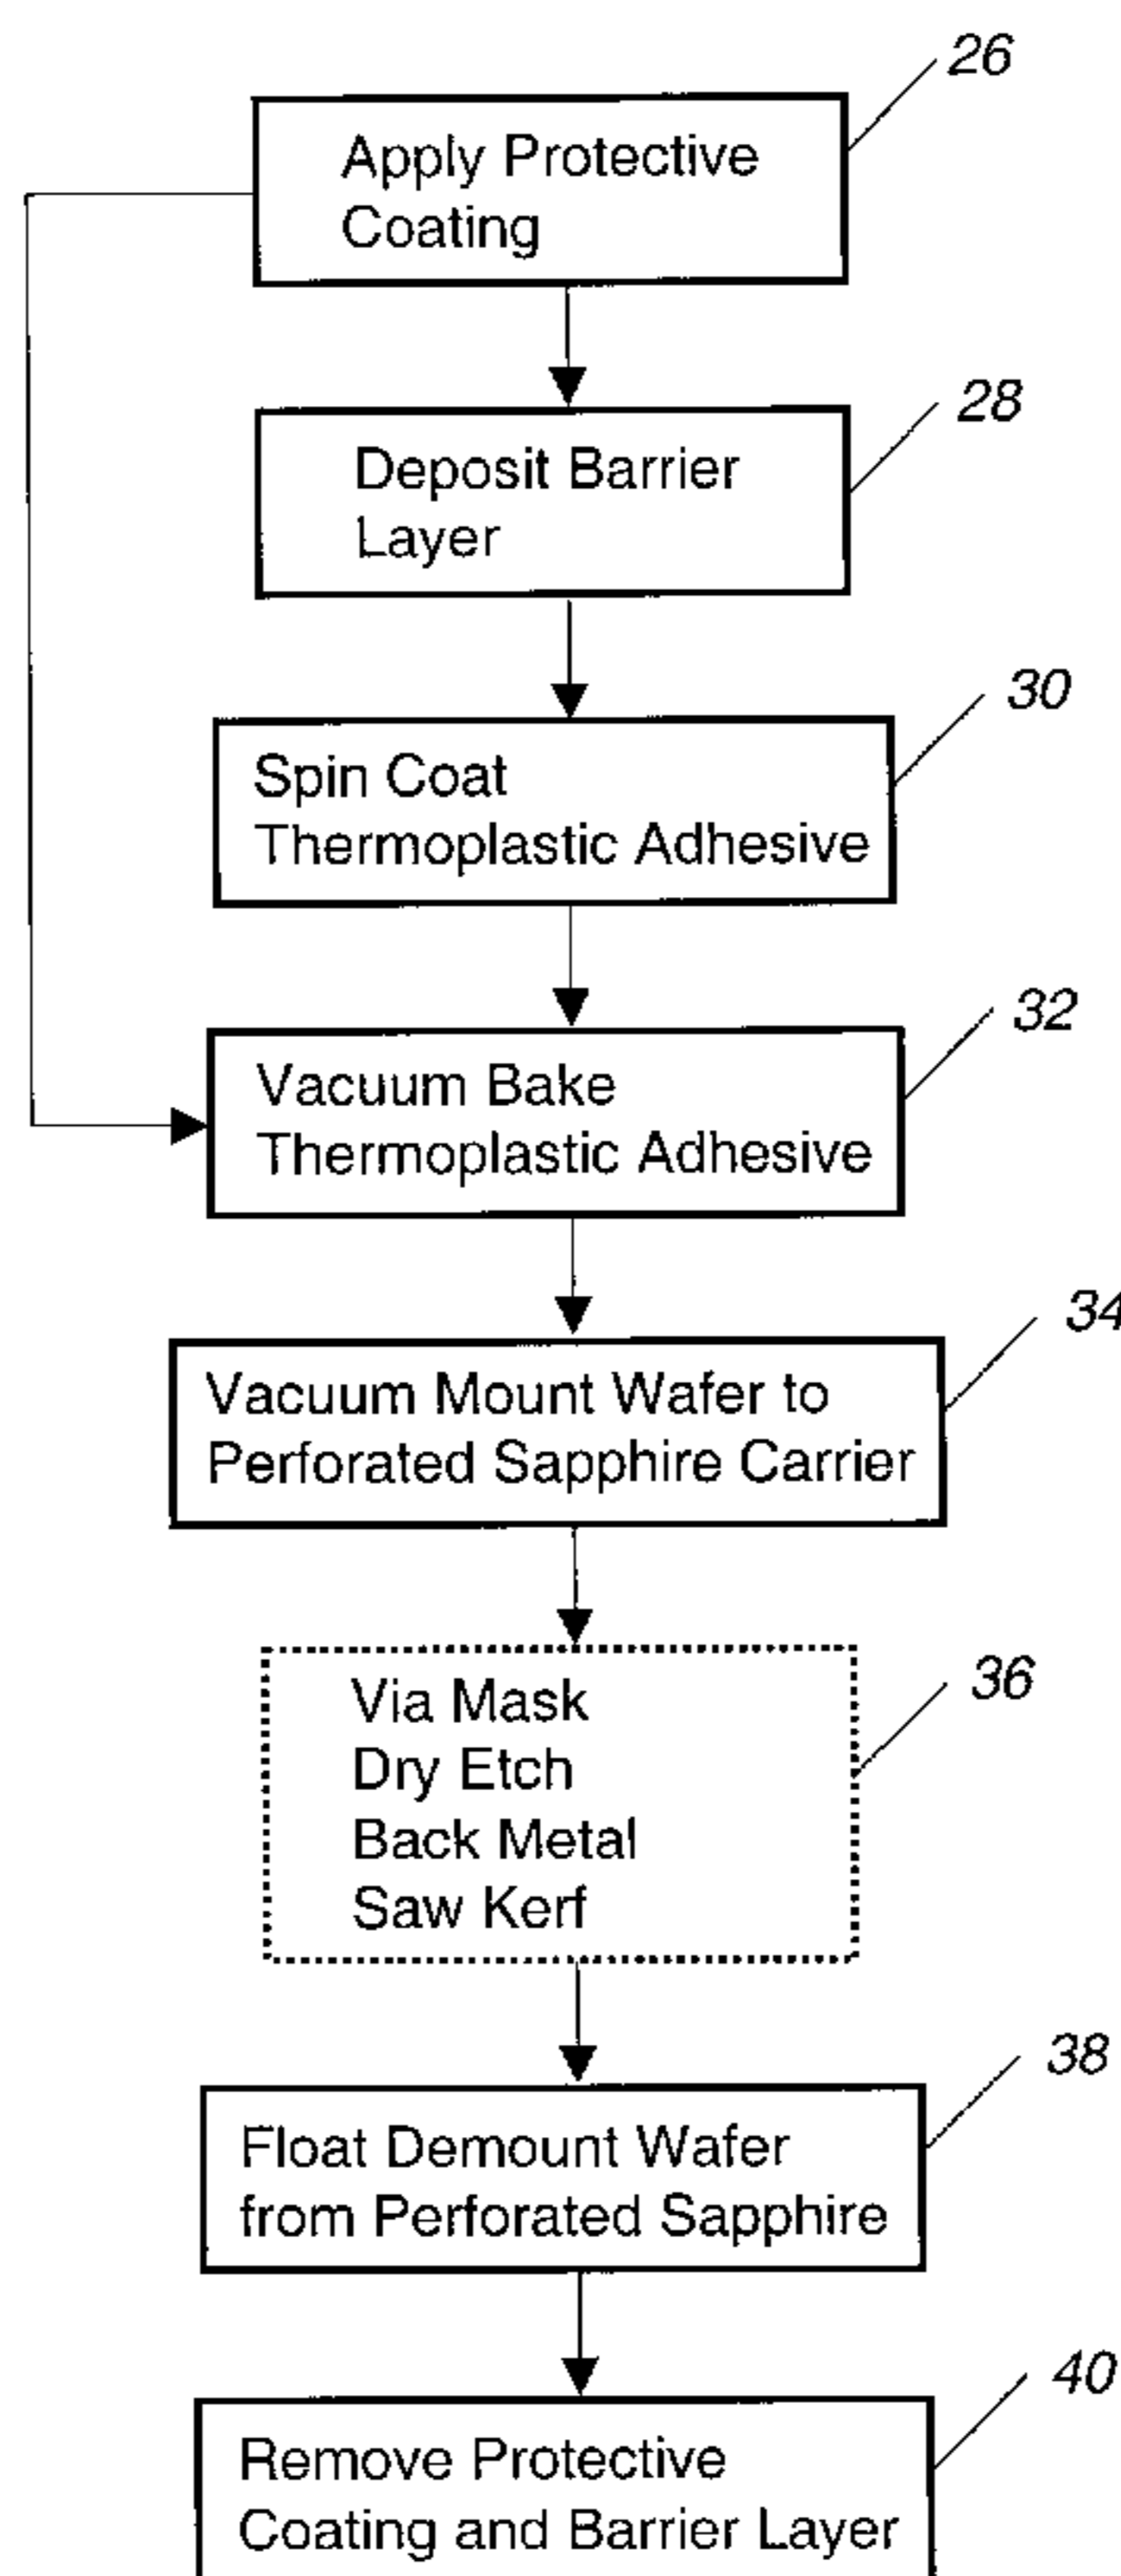 26
Apply Protective
Coating
28
Deposit Barrier
Layer
30
Spin Coat
Thermoplastic Adhesive
32
Vacuum Bake
Thermoplastic Adhesive
34
Vacuum Mount Wafer to
Perforated Sapphire Carrier
36
Via Mask
Dry Etch
Back Metal
Saw Kerf
38
Float Demount Wafer
from Perforated Sapphire
40
Remove Protective
Coating and Barrier Layer